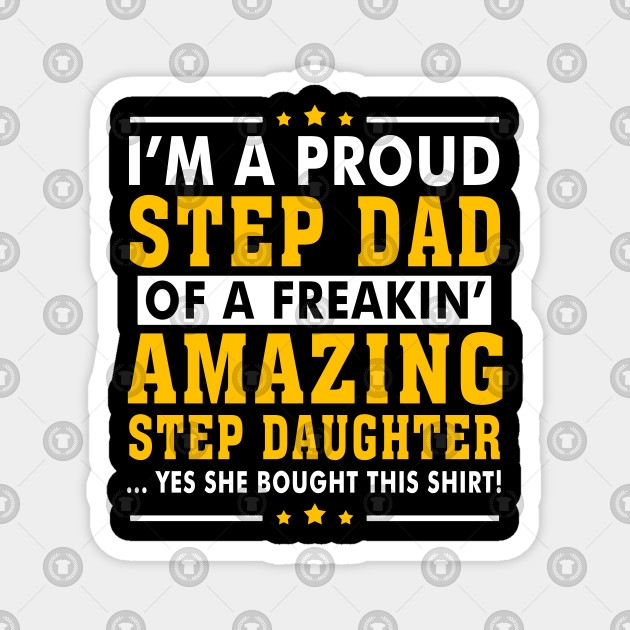 I'M A PROUD
STEP DAD
OF A FREAKIN'
AMAZING
STEP DAUGHTER
... YES SHE BOUGHT THIS SHIRT!